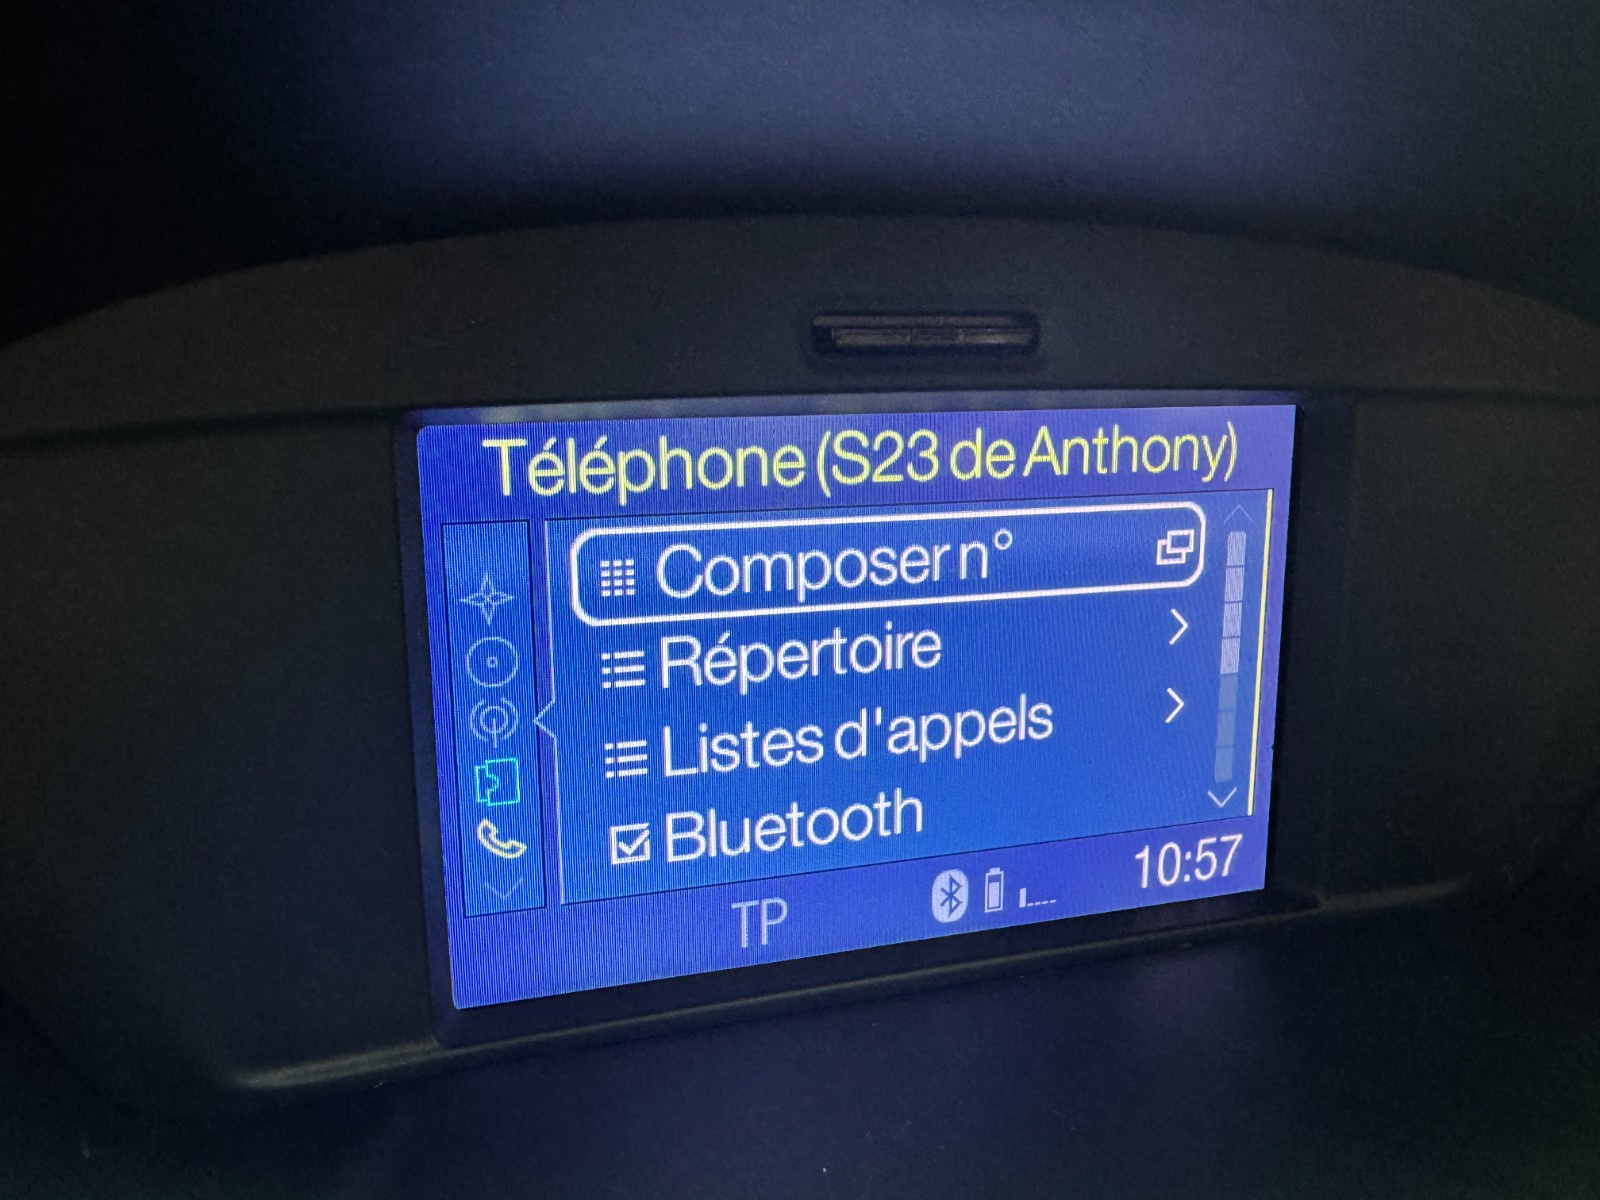 Téléphone (S23 de Anthony)
Composer n°
Répertoire
Listes d'appels
Bluetooth
TP
10:57